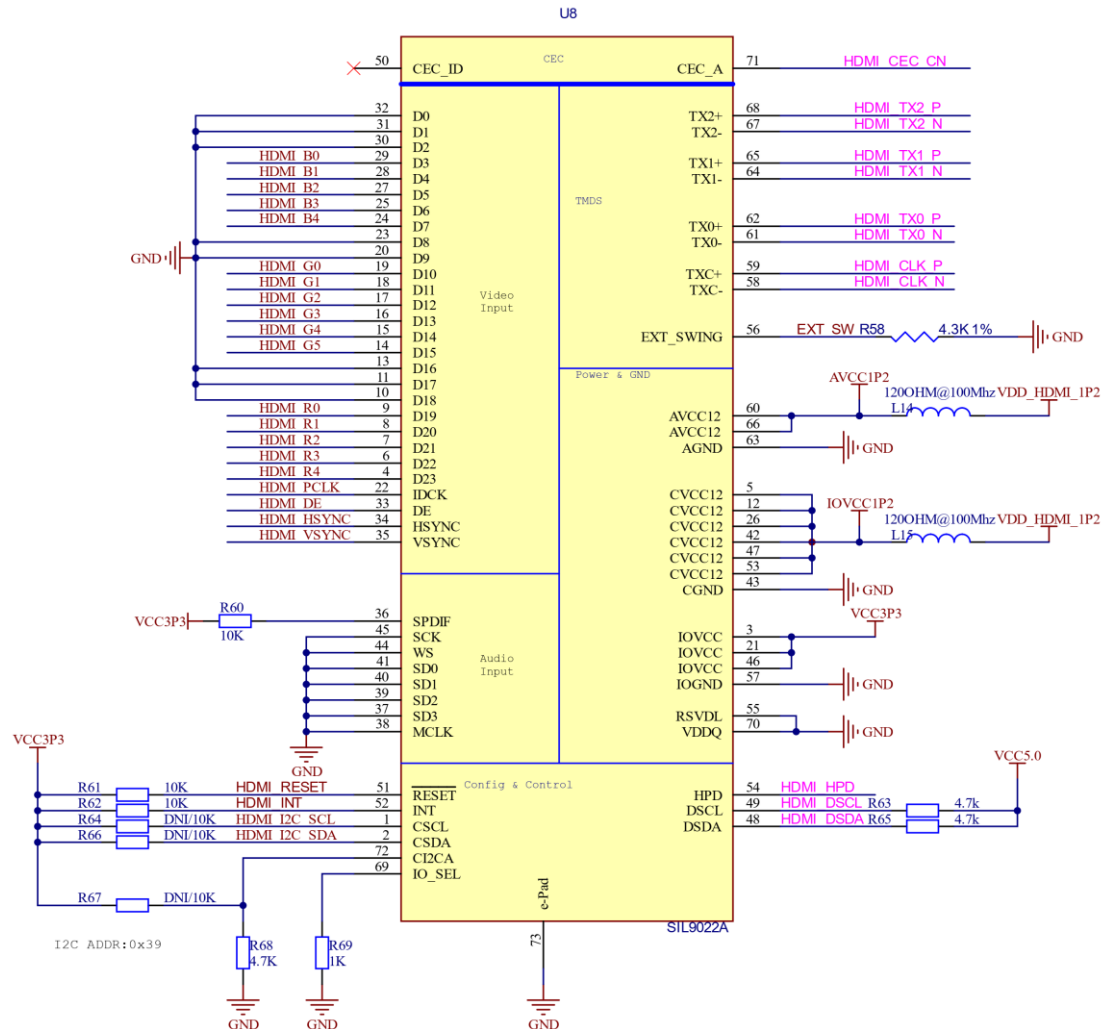 U8
CEC
50 CEC_ID CEC_A 71 HDMI_CEC_CN
32 D0 TX2+ 68 HDMI_TX2_P
31 D1 TX2- 67 HDMI_TX2_N
30 D2
HDMI_B0 29 D3 TX1+ 65 HDMI_TX1_P
HDMI_B1 28 D4 TX1- 64 HDMI_TX1_N
HDMI_B2 27 D5
TMDS
HDMI_B3 25 D6
HDMI_B4 24 D7 TX0+ 62 HDMI_TX0_P
23 D8 TX0- 61 HDMI_TX0_N
GND 20 D9
HDMI_G0 19 D10 TXC+ 59 HDMI_CLK_P
HDMI_G1 18 D11 TXC- 58 HDMI_CLK_N
Video
Input
HDMI_G2 17 D12
HDMI_G3 16 D13
HDMI_G4 15 D14 EXT_SWING 56 EXT_SW R58 4.3K 1% GND
HDMI_G5 14 D15
13 D16
Power & GND
11 D17
AVCC1P2 120OHM@100Mhz VDD_HDMI_1P2
10 D18
L14
HDMI_R0 9 D19 AVCC12 60
HDMI_R1 8 D20 AVCC12 66
HDMI_R2 7 D21 AGND 63 GND
HDMI_R3 6 D22
HDMI_R4 4 D23
HDMI_PCLK 22 IDCK CVCC12 5
HDMI_DE 33 DE CVCC12 12
IOVCC1P2 120OHM@100Mhz VDD_HDMI_1P2
HDMI_HSYNC 34 HSYNC CVCC12 26
L15
HDMI_VSYNC 35 VSYNC CVCC12 42
CVCC12 47
CVCC12 53
CGND 43 GND
VCC3P3 R60 10K 36 SPDIF
VCC3P3
45 SCK IOVCC 3
44 WS IOVCC 21
Audio
Input
41 SD0 IOVCC 46
40 SD1 IOGND 57 GND
39 SD2
37 SD3 RSVDL 55
38 MCLK VDDQ 70 GND
VCC3P3
GND
VCC5.0
Config & Control
R61 10K HDMI_RESET 51 RESET HPD 54 HDMI_HPD
R62 10K HDMI_INT 52 INT DSCL 49 HDMI_DSCL R63 4.7k
R64 DNI/10K HDMI_I2C_SCL 1 CSCL DSDA 48 HDMI_DSDA R65 4.7k
R66 DNI/10K HDMI_I2C_SDA 2 CSDA
72 CI2CA
69 IO_SEL
R67 DNI/10K
e-Pad
SIL9022A
73
I2C ADDR:0x39
R68 R69
4.7K 1K
GND GND GND